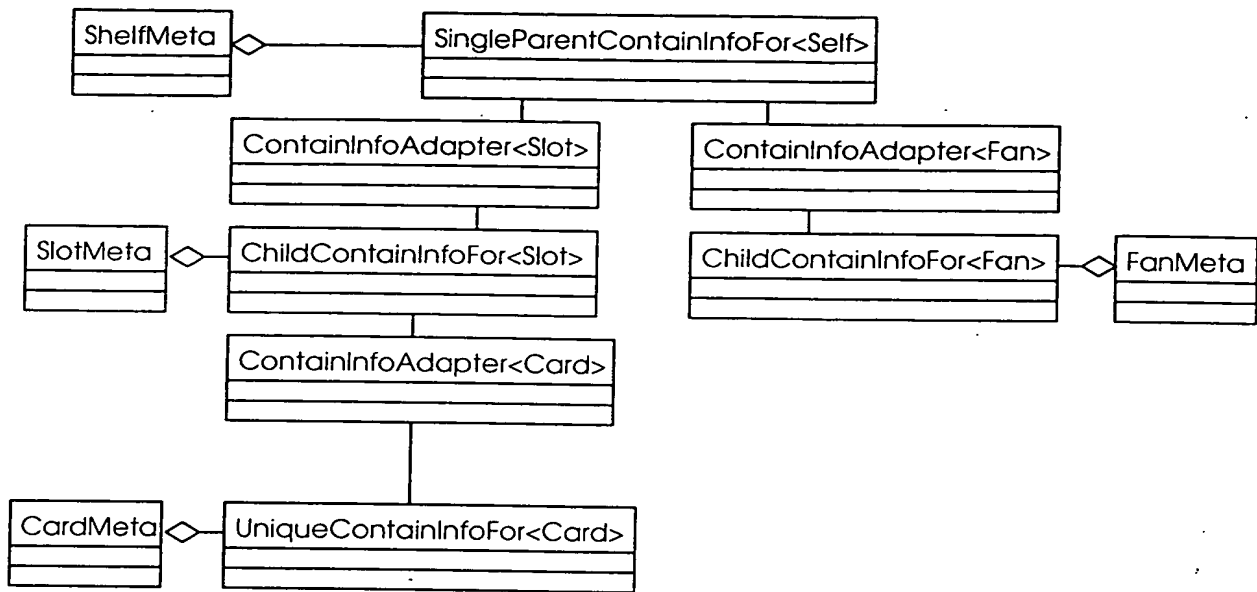 ShelfMeta
SingleParentContainInfoFor<Self>
ContainInfoAdapter<Slot>
ContainInfoAdapter<Fan>
SlotMeta
ChildContainInfoFor<Slot>
ChildContainInfoFor<Fan>
FanMeta
ContainInfoAdapter<Card>
CardMeta
UniqueContainInfoFor<Card>